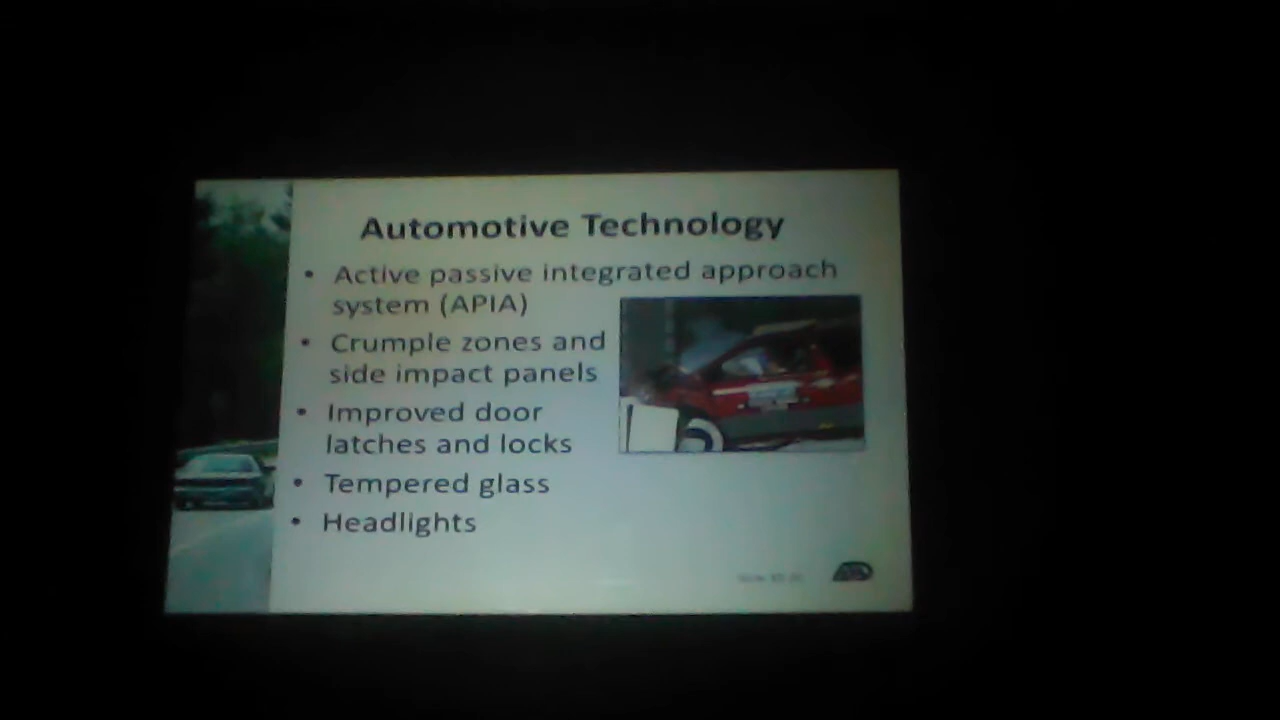 Automotive Technology
• Active passive integrated approach
system (APIA)
• Crumple zones and
side impact panels
• Improved door
latches and locks
• Tempered glass
• Headlights